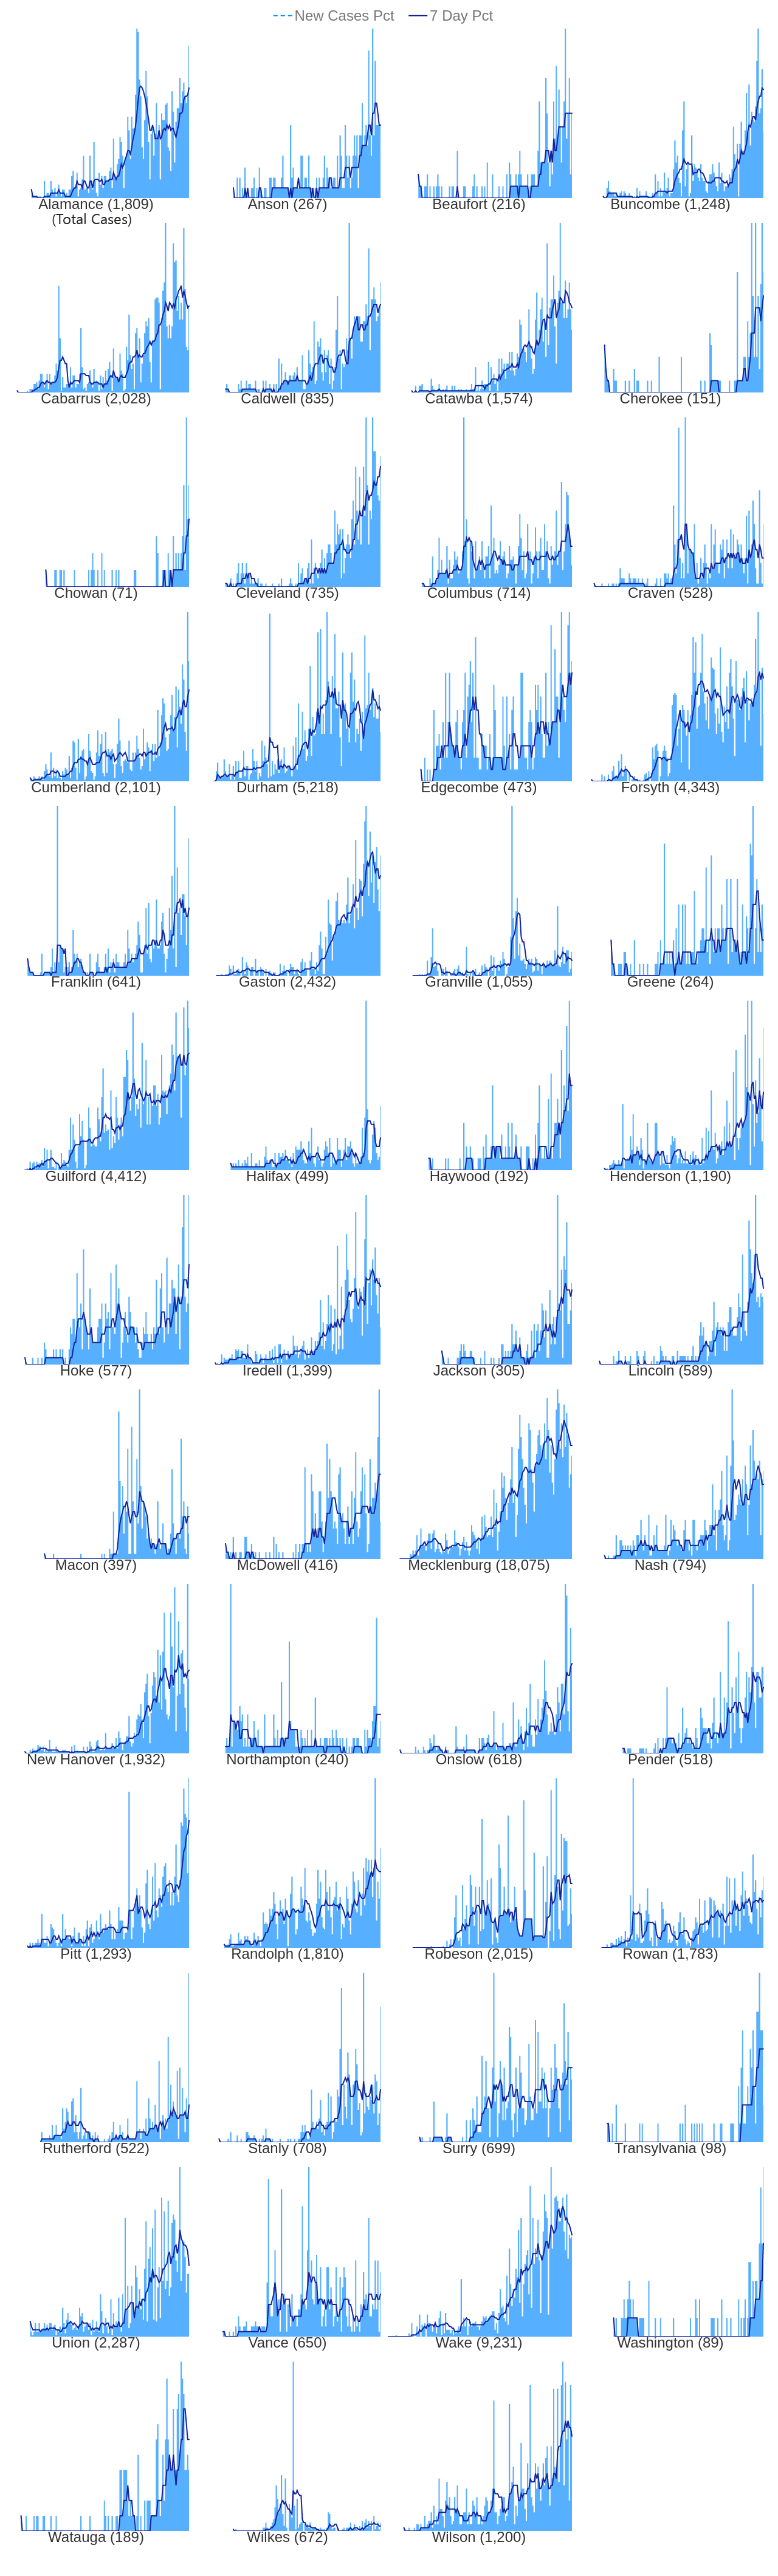 New Cases Pct 7 Day Pct
Alamance (1,809) Anson (267) Beaufort (216) Buncombe (1,248)
(Total Cases)
Cabarrus (2,028) Caldwell (835) Catawba (1,574) Cherokee (151)
Chowan (71) Cleveland (735) Columbus (714) Craven (528)
Cumberland (2,101) Durham (5,218) Edgecombe (473) Forsyth (4,343)
Franklin (641) Gaston (2,432) Granville (1,055) Greene (264)
Guilford (4,412) Halifax (499) Haywood (192) Henderson (1,190)
Hoke (577) Iredell (1,399) Jackson (305) Lincoln (589)
Macon (397) McDowell (416) Mecklenburg (18,075) Nash (794)
New Hanover (1,932) Northampton (240) Onslow (618) Pender (518)
Pitt (1,293) Randolph (1,810) Robeson (2,015) Rowan (1,783)
Rutherford (522) Stanly (708) Surry (699) Transylvania (98)
Union (2,287) Vance (650) Wake (9,231) Washington (89)
Watauga (189) Wilkes (672) Wilson (1,200)